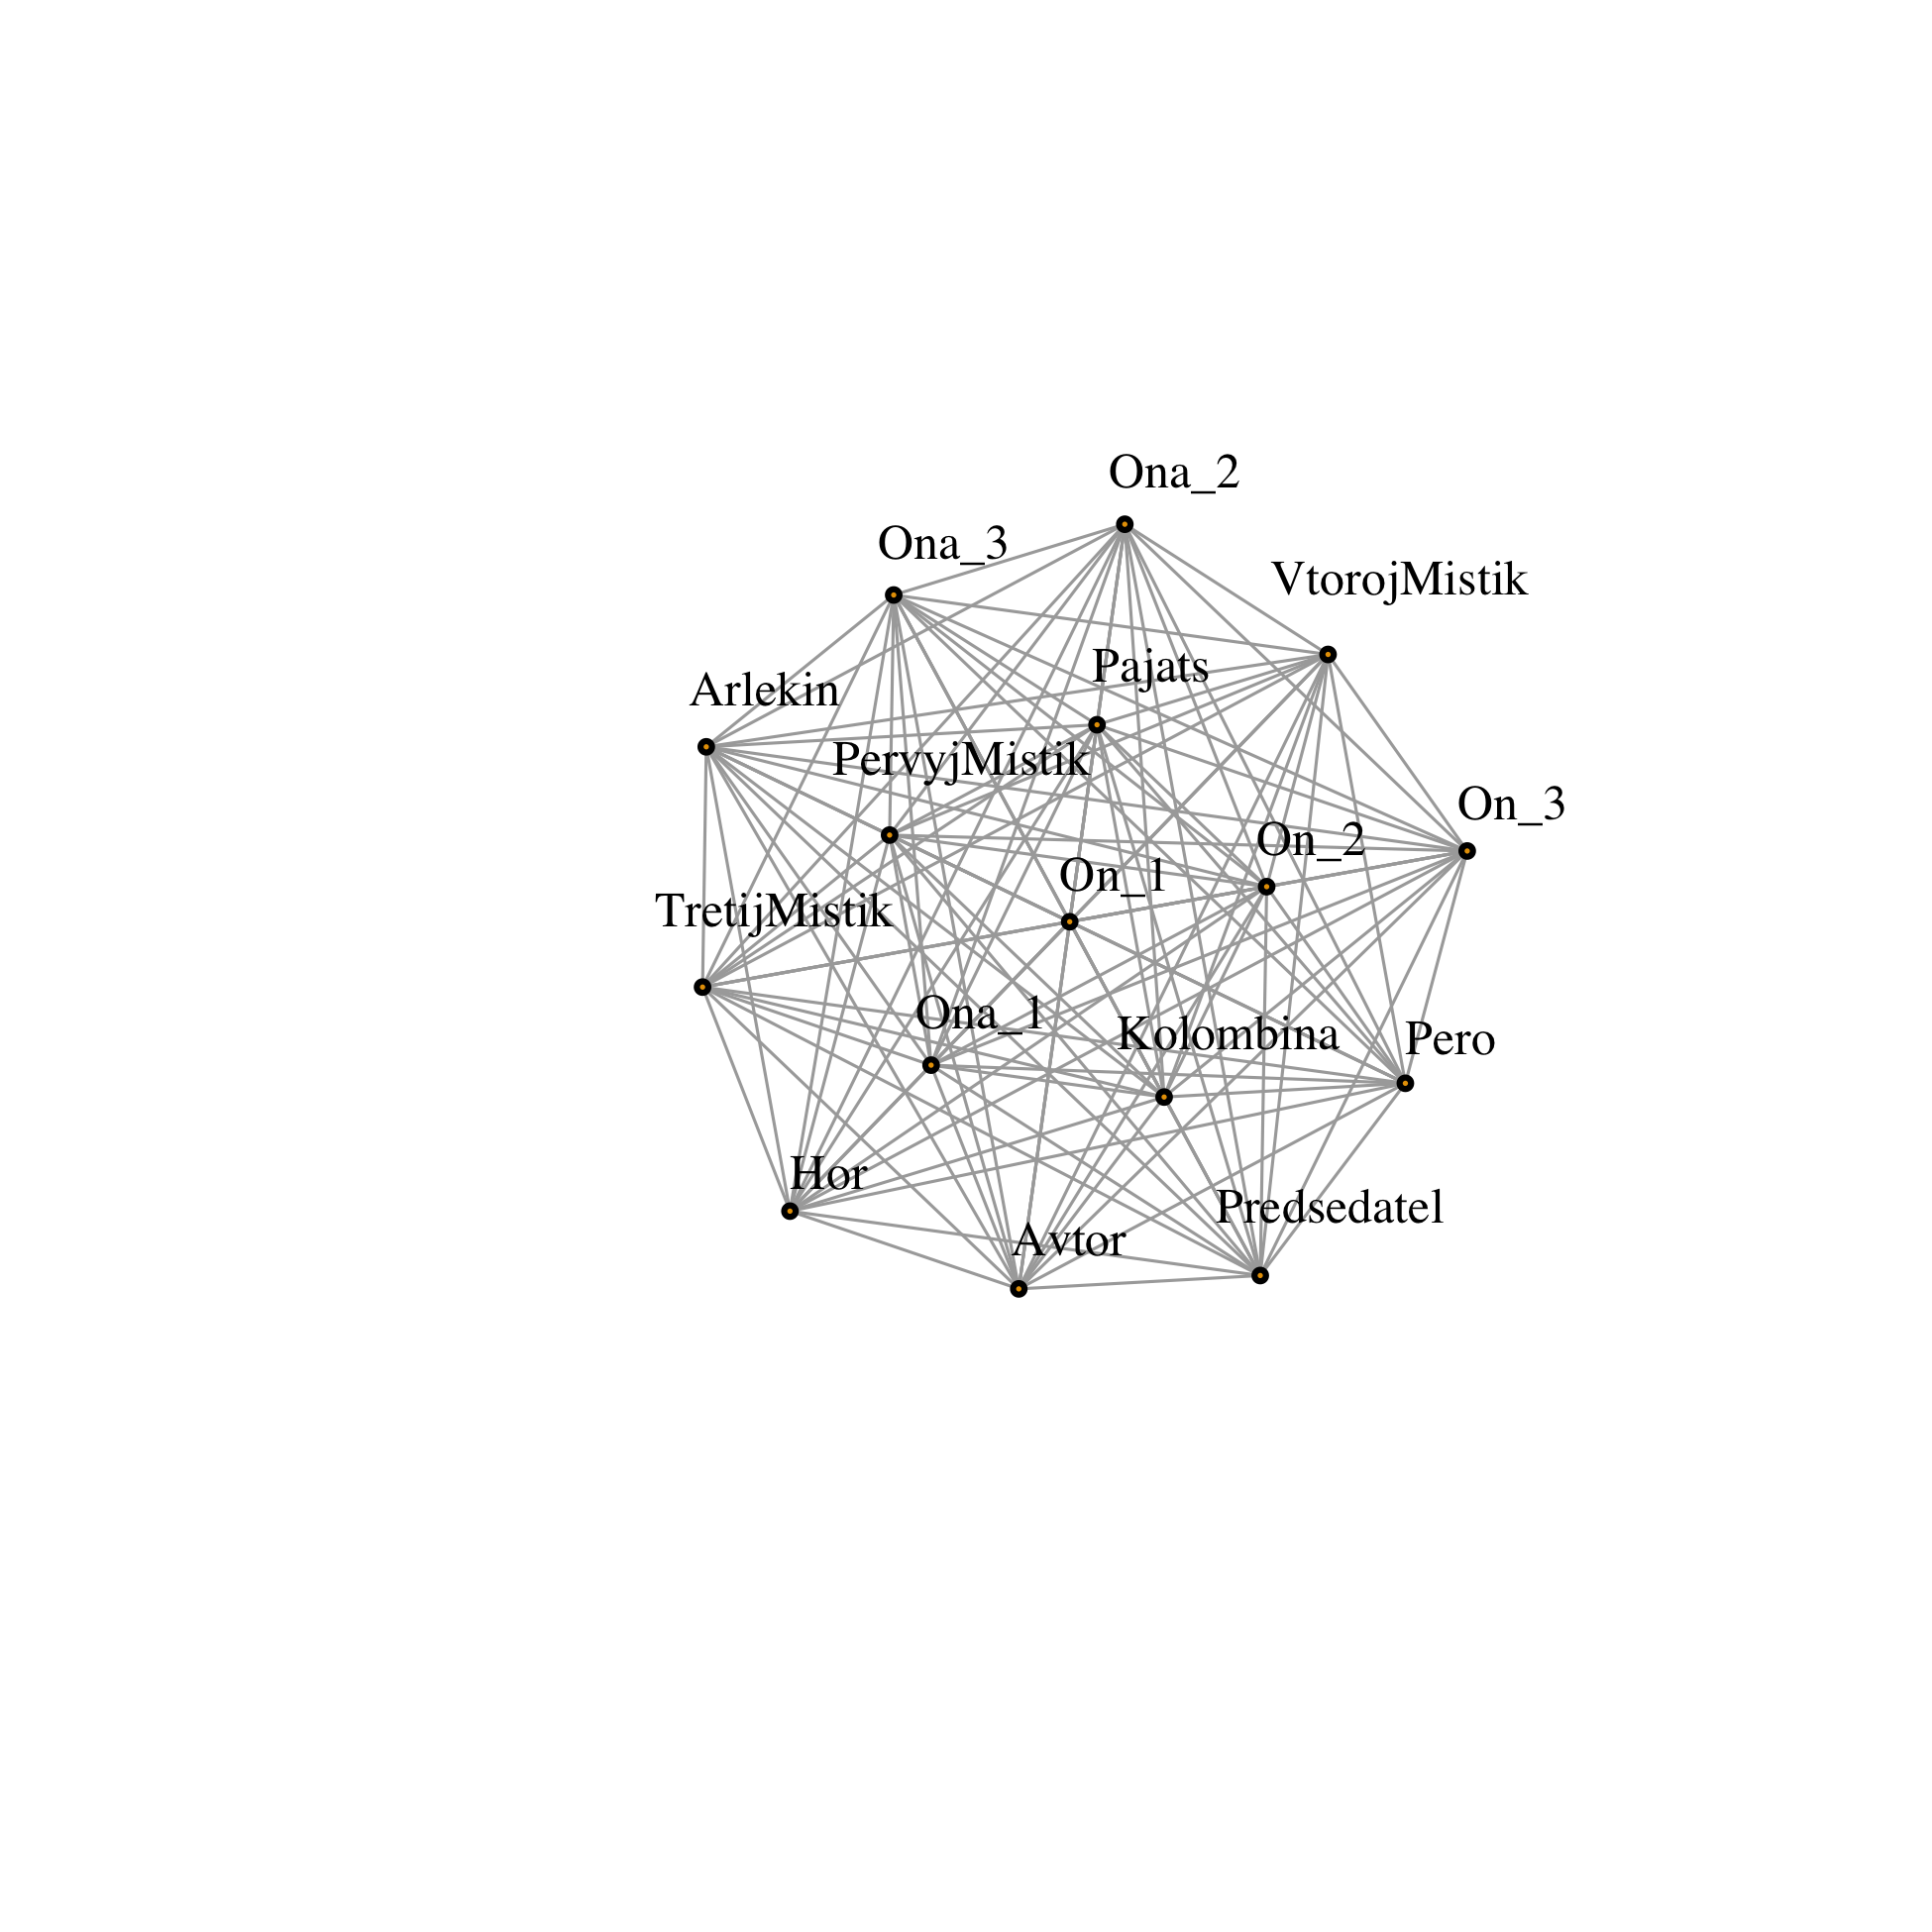 Ona_2
Ona_3
VtorojMistik
Pajats
Arlekin
PervyjMistik
On_3
On_2
On_1
TretijMistik
Ona_1
Kolombina
Pero
Hor
Predsedatel
Avtor